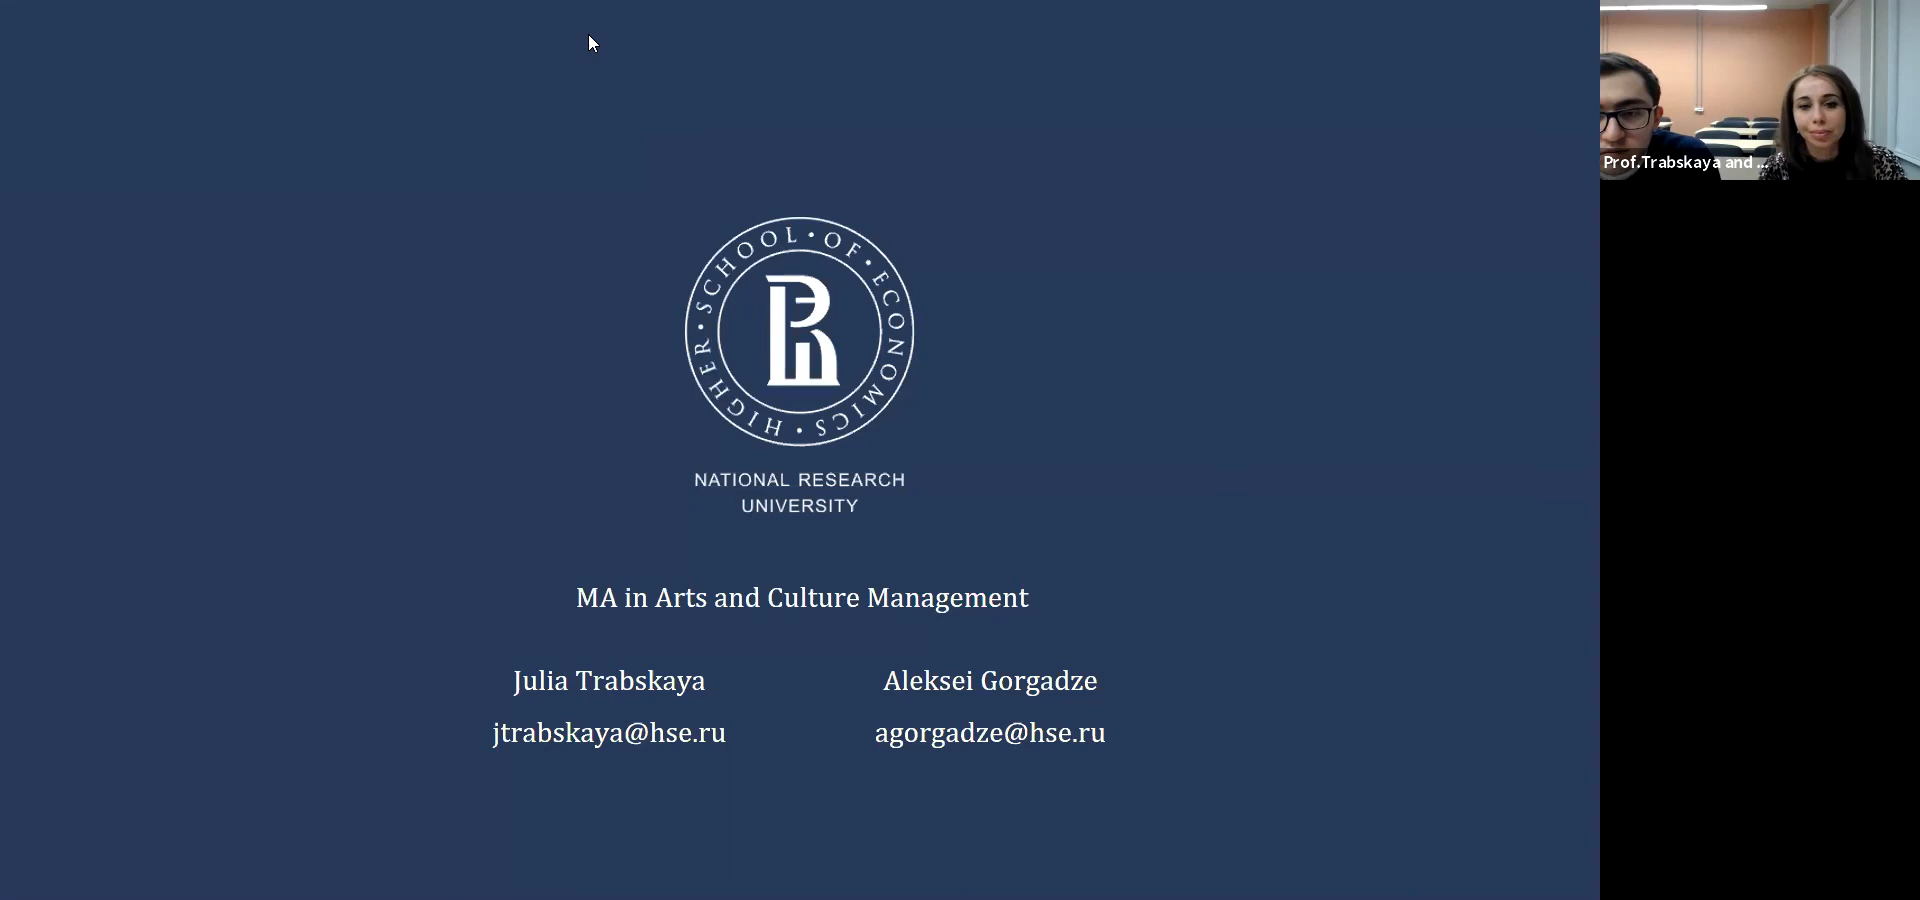 HIGHER • SCHOOL • OF • ECONOMICS •
NATIONAL RESEARCH
UNIVERSITY
MA in Arts and Culture Management
Julia Trabskaya
Aleksei Gorgadze
jtrabskaya@hse.ru
agorgadze@hse.ru
Prof.Trabskaya and ...